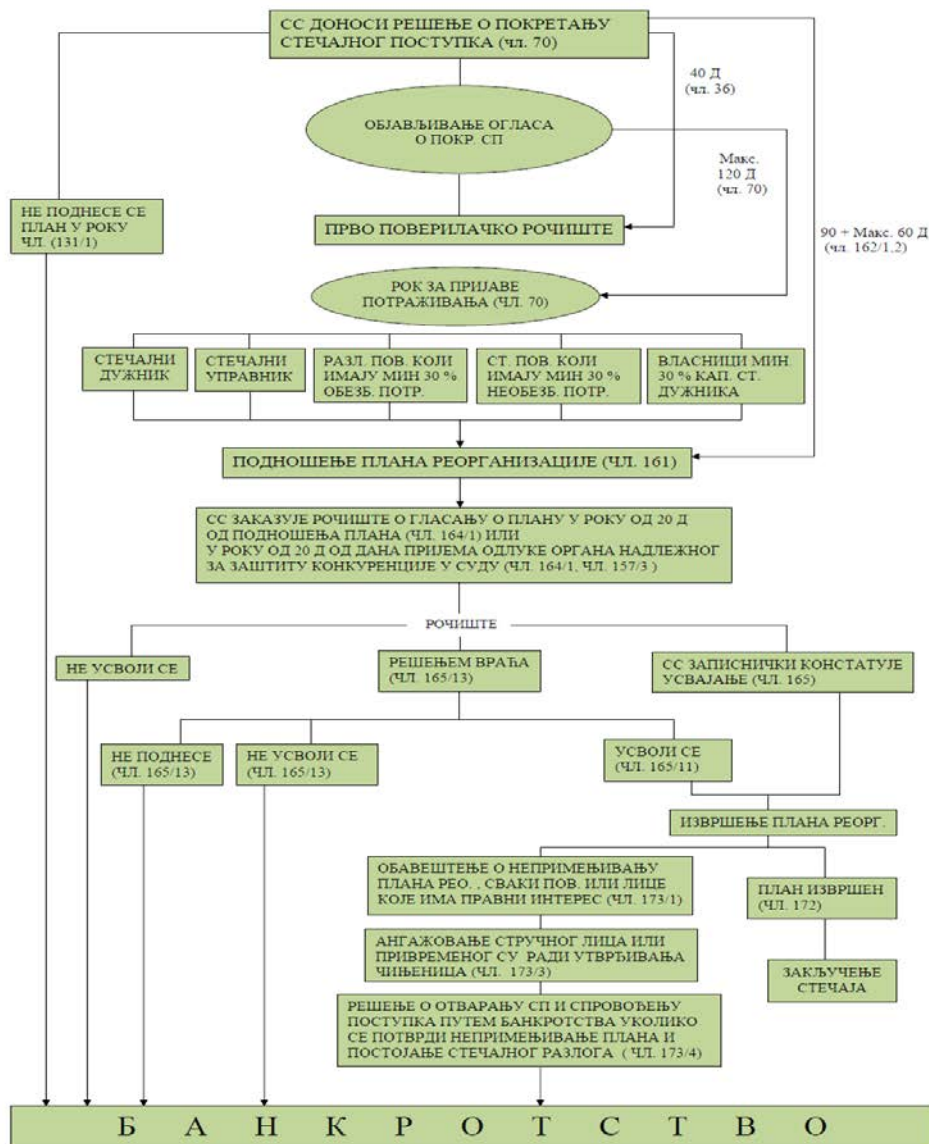 СС ДОНОСИ РЕШЕЊЕ О ПОКРЕТАЊУ
СТЕЧАЈНОГ ПОСТУПКА (чл. 70)
40 Д
(чл. 36)
ОБЈАВЉИВАЊЕ ОГЛАСА
О ПОКР. СП
Макс.
120 Д
(чл. 70)
НЕ ПОДНЕСЕ СЕ
ПЛАН У РОКУ
ЧЛ. (131/1)
ПРВО ПОВЕРИЛАЧКО РОЧИШТЕ
90 + Макс. 60 Д
(чл. 162/1,2)
РОК ЗА ПРИЈАВЕ
ПОТРАЖИВАЊА (ЧЛ. 70)
СТЕЧАЈНИ
ДУЖНИК
СТЕЧАЈНИ
УПРАВНИК
РАЗЛ. ПОВ. КОЈИ
ИМАЈУ МИН 30 %
ОБЕЗБ. ПОТР.
СТ. ПОВ. КОЈИ
ИМАЈУ МИН 30 %
НЕОБЕЗБ. ПОТР.
ВЛАСНИЦИ МИН.
30 % КАП. СТ.
ДУЖНИКА
ПОДНОШЕЊЕ ПЛАНА РЕОРГАНИЗАЦИЈЕ (ЧЛ. 161)
СС ЗАКАЗУЈЕ РОЧИШТЕ О ГЛАСАЊУ О ПЛАНУ У РОКУ ОД 20 Д
ОД ПОДНОШЕЊА ПЛАНА (ЧЛ. 164/1) ИЛИ
У РОКУ ОД 20 Д ОД ДАНА ПРИЈЕМА ОДЛУКЕ ОРГАНА НАДЛЕЖНОГ
ЗА ЗАШТИТУ КОНКУРЕНЦИЈЕ У СУДУ (ЧЛ. 164/1, ЧЛ. 157/3 )
РОЧИШТЕ
НЕ УСВОЈИ СЕ
РЕШЕЊЕМ ВРАЋА
(ЧЛ. 165/13)
СС ЗАПИСНИЧКИ КОНСТАТУЈЕ
УСВАЈАЊЕ (ЧЛ. 165)
НЕ ПОДНЕСЕ
(ЧЛ. 165/13)
НЕ УСВОЈИ СЕ
(ЧЛ. 165/13)
УСВОЈИ СЕ
(ЧЛ. 165/11)
ИЗВРШЕЊЕ ПЛАНА РЕОРГ.
ОБАВЕШТЕЊЕ О НЕПРИМЕЊИВАЊУ
ПЛАНА РЕО. , СВАКИ ПОВ. ИЛИ ЛИЦЕ
КОЈЕ ИМА ПРАВНИ ИНТЕРЕС (ЧЛ. 173/1)
ПЛАН ИЗВРШЕН
(ЧЛ. 172)
АНГАЖОВАЊЕ СТРУЧНОГ ЛИЦА ИЛИ
ПРИВРЕМЕНОГ СУ РАДИ УТВРЂИВАЊА
ЧИЊЕНИЦА (ЧЛ. 173/3)
ЗАКЉУЧЕЊЕ
СТЕЧАЈА
РЕШЕЊЕ О ОТВАРАЊУ СП И СПРОВОЂЕЊУ
ПОСТУПКА ПУТЕМ БАНКРОТСТВА УКОЛИКО
СЕ ПОТВРДИ НЕПРИМЕЊИВАЊЕ ПЛАНА И
ПОСТОЈАЊЕ СТЕЧАЈНОГ РАЗЛОГА ( ЧЛ. 173/4)
Б А Н К Р О Т С Т В О